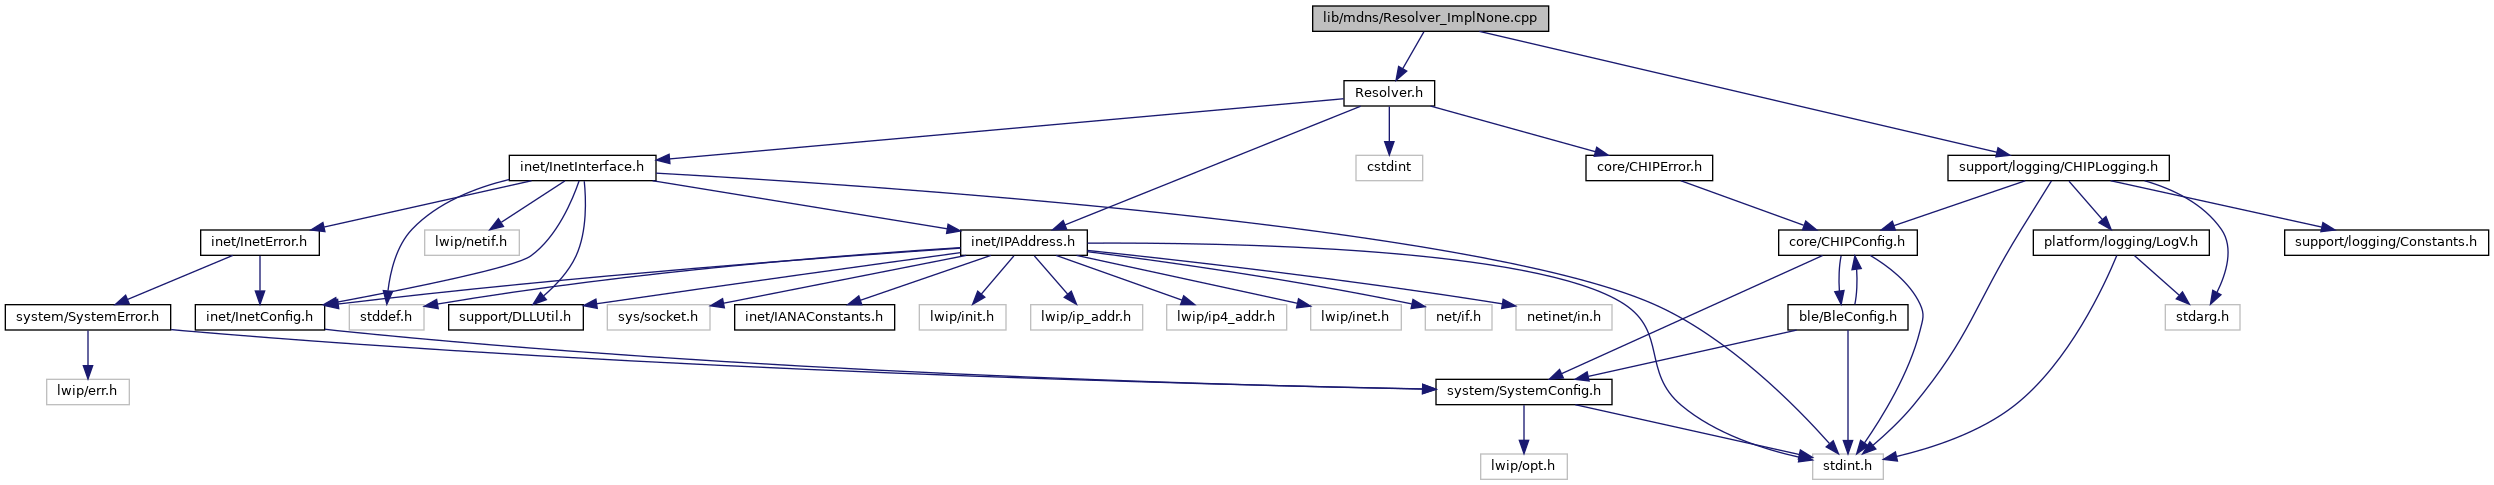 lib/mdns/Resolver_ImplNone.cpp
Resolver.h
inet/InetInterface.h
cstdint
core/CHIPError.h
support/logging/CHIPLogging.h
inet/InetError.h
lwip/netif.h
inet/IPAddress.h
core/CHIPConfig.h
platform/logging/LogV.h
support/logging/Constants.h
system/SystemError.h
inet/InetConfig.h
stddef.h
support/DLLUtil.h
sys/socket.h
inet/IANAConstants.h
lwip/init.h
lwip/ip_addr.h
lwip/ip4_addr.h
lwip/inet.h
net/if.h
netinet/in.h
ble/BleConfig.h
stdarg.h
lwip/err.h
system/SystemConfig.h
lwip/opt.h
stdint.h